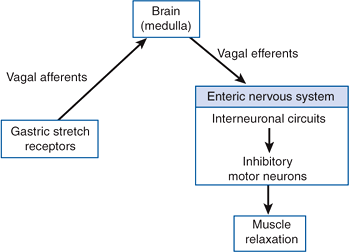 Brain
(medulla)
Vagal afferents
Vagal efferents
Gastric stretch
receptors
Enteric nervous system
Interneuronal circuits
Inhibitory
motor neurons
Muscle
relaxation